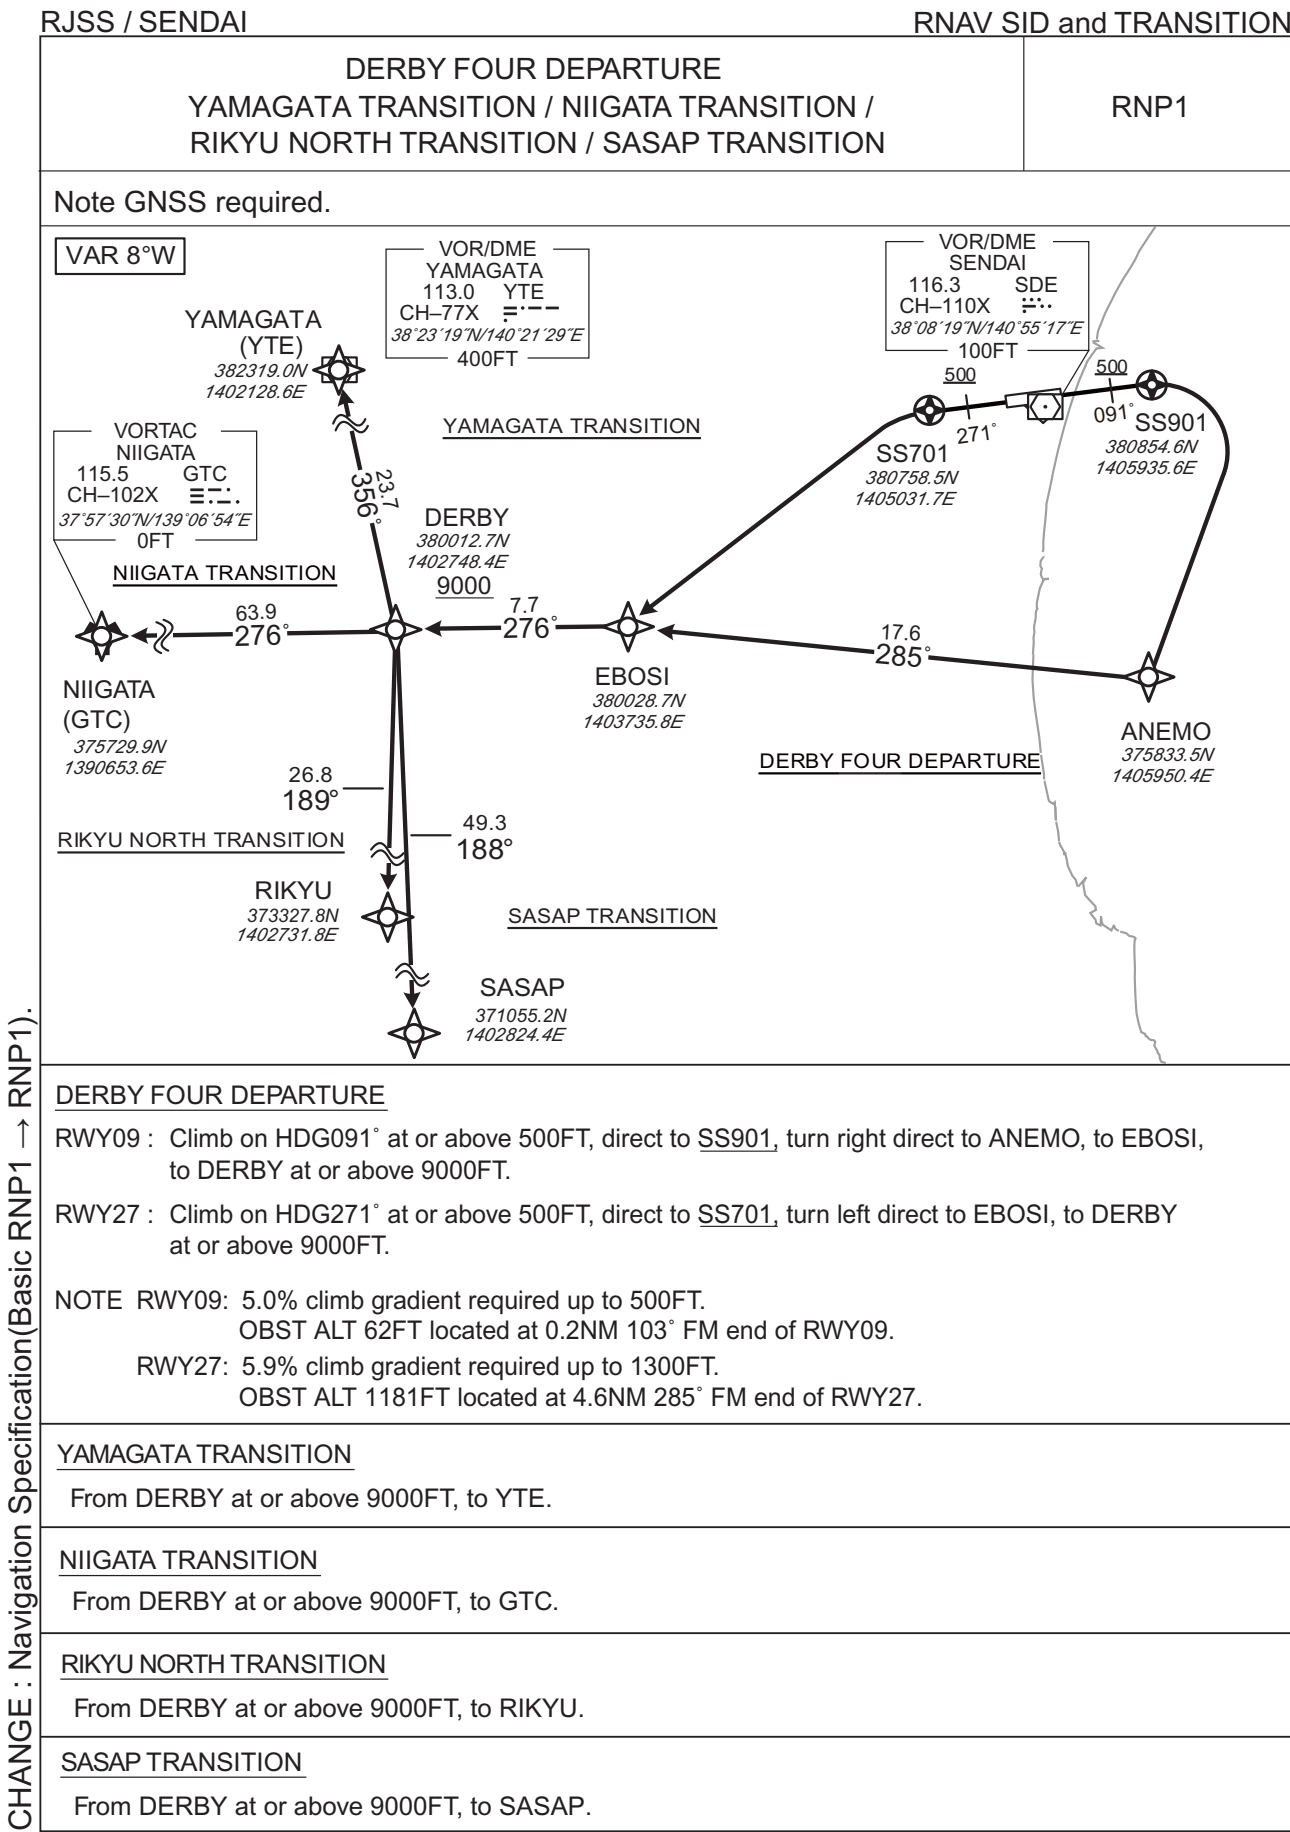 RJSS / SENDAI
RNAV SID and TRANSITION
DERBY FOUR DEPARTURE
YAMAGATA TRANSITION / NIIGATA TRANSITION /
RIKYU NORTH TRANSITION / SASAP TRANSITION
RNP1
Note GNSS required.
VAR 8°W
VOR/DME
YAMAGATA
113.0 YTE
CH–77X
38°23´19˝N/140°21´29˝E
400FT
VOR/DME
SENDAI
116.3 SDE
CH–110X
38°08´19˝N/140°55´17˝E
100FT
YAMAGATA
(YTE)
382319.0N
1402128.6E
500
271°
500
091°
SS901
380854.6N
1405935.6E
SS701
380758.5N
1405031.7E
YAMAGATA TRANSITION
VORTAC
NIIGATA
115.5 GTC
CH–102X
37°57´30˝N/139°06´54˝E
0FT
23.7
356°
DERBY
380012.7N
1402748.4E
9000
NIIGATA TRANSITION
63.9
276°
7.7
276°
17.6
285°
NIIGATA
(GTC)
375729.9N
1390653.6E
EBOSI
380028.7N
1403735.8E
ANEMO
375833.5N
1405950.4E
DERBY FOUR DEPARTURE
26.8
189°
49.3
188°
RIKYU NORTH TRANSITION
RIKYU
373327.8N
1402731.8E
SASAP TRANSITION
SASAP
371055.2N
1402824.4E
DERBY FOUR DEPARTURE
RWY09 : Climb on HDG091° at or above 500FT, direct to SS901, turn right direct to ANEMO, to EBOSI,
to DERBY at or above 9000FT.
RWY27 : Climb on HDG271° at or above 500FT, direct to SS701, turn left direct to EBOSI, to DERBY
at or above 9000FT.
NOTE RWY09: 5.0% climb gradient required up to 500FT.
OBST ALT 62FT located at 0.2NM 103° FM end of RWY09.
RWY27: 5.9% climb gradient required up to 1300FT.
OBST ALT 1181FT located at 4.6NM 285° FM end of RWY27.
YAMAGATA TRANSITION
From DERBY at or above 9000FT, to YTE.
NIIGATA TRANSITION
From DERBY at or above 9000FT, to GTC.
RIKYU NORTH TRANSITION
From DERBY at or above 9000FT, to RIKYU.
SASAP TRANSITION
From DERBY at or above 9000FT, to SASAP.
CHANGE : Navigation Specification(Basic RNP1 → RNP1).